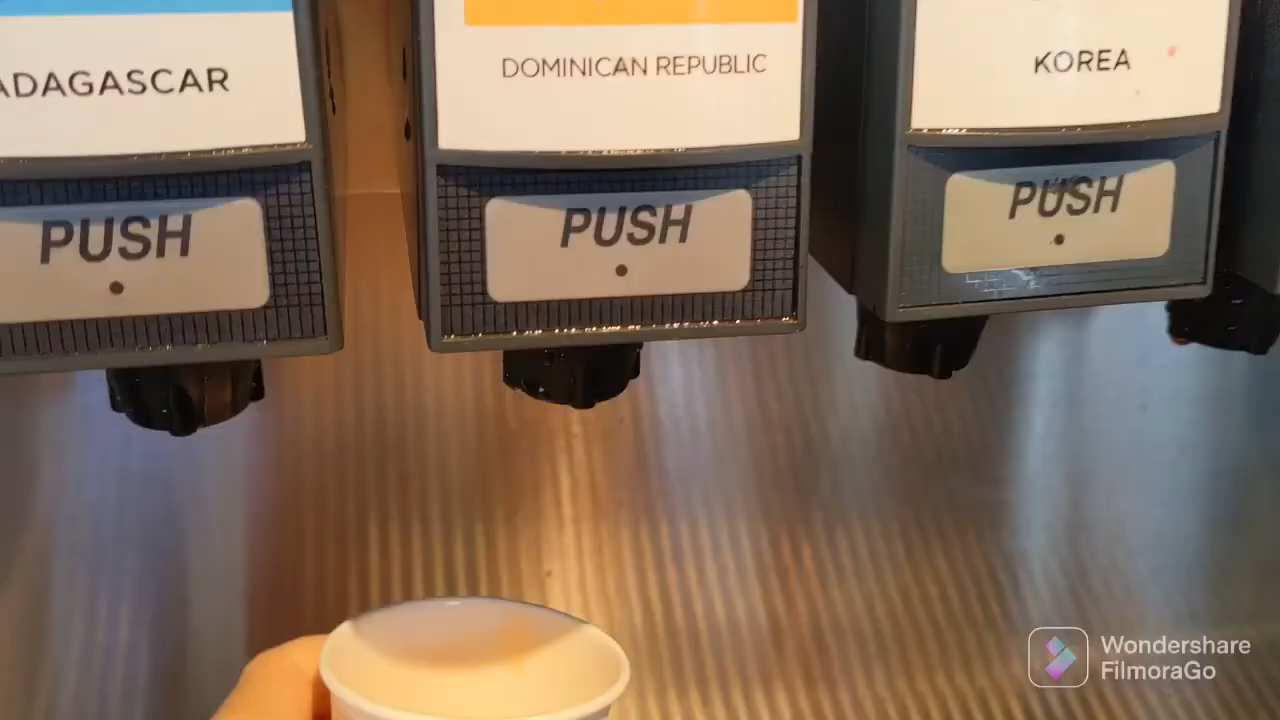 ADAGASCAR
DOMINICAN REPUBLIC
KOREA
PUSH
PUSH
PUSH
Wondershare
FilmoraGo